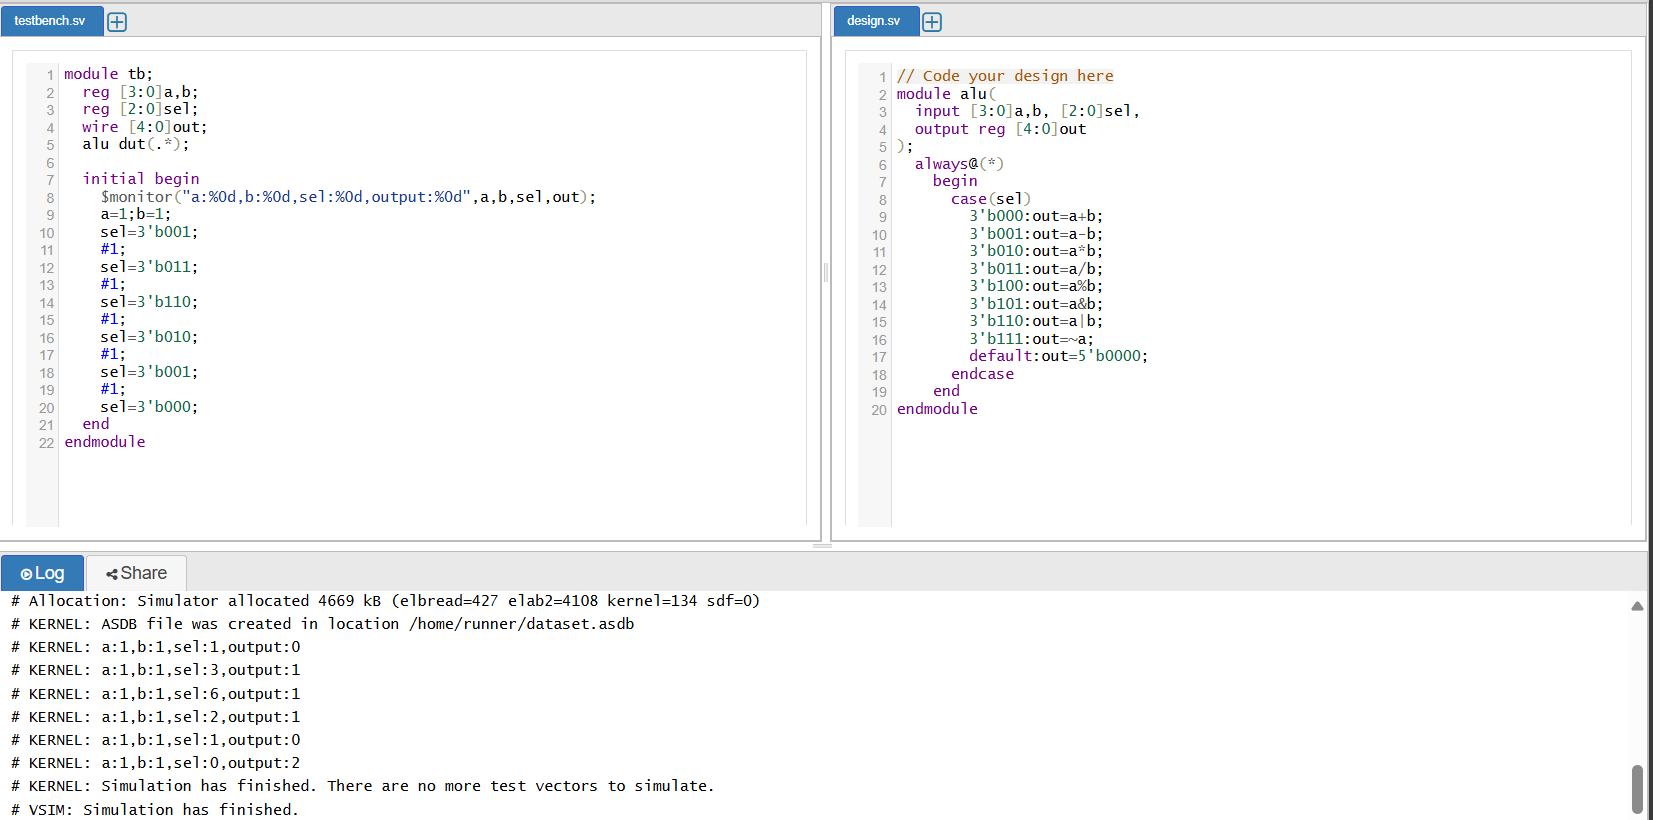 testbench.sv
1 module tb;
2 reg [3:0]a,b;
3 reg [2:0]sel;
4 wire [4:0]out;
5 alu dut(.*);
6
7 initial begin
8 $monitor("a:%0d,b:%0d,sel:%0d,output:%0d",a,b,sel,out);
9 a=1;b=1;
10 sel=3'b001;
11 #1;
12 sel=3'b011;
13 #1;
14 sel=3'b110;
15 #1;
16 sel=3'b010;
17 #1;
18 sel=3'b001;
19 #1;
20 sel=3'b000;
21 end
22 endmodule
design.sv
1 // Code your design here
2 module alu(
3 input [3:0]a,b, [2:0]sel,
4 output reg [4:0]out
5 );
6 always@(*)
7 begin
8 case(sel)
9 3'b000:out=a+b;
10 3'b001:out=a-b;
11 3'b010:out=a*b;
12 3'b011:out=a/b;
13 3'b100:out=a%b;
14 3'b101:out=a&b;
15 3'b110:out=a|b;
16 3'b111:out=~a;
17 default:out=5'b0000;
18 endcase
19 end
20 endmodule
Log
Share
# Allocation: Simulator allocated 4669 kB (elbread=427 elab2=4108 kernel=134 sdf=0)
# KERNEL: ASDB file was created in location /home/runner/dataset.asdb
# KERNEL: a:1,b:1,sel:1,output:0
# KERNEL: a:1,b:1,sel:3,output:1
# KERNEL: a:1,b:1,sel:6,output:1
# KERNEL: a:1,b:1,sel:2,output:1
# KERNEL: a:1,b:1,sel:1,output:0
# KERNEL: a:1,b:1,sel:0,output:2
# KERNEL: Simulation has finished. There are no more test vectors to simulate.
# VSIM: Simulation has finished.